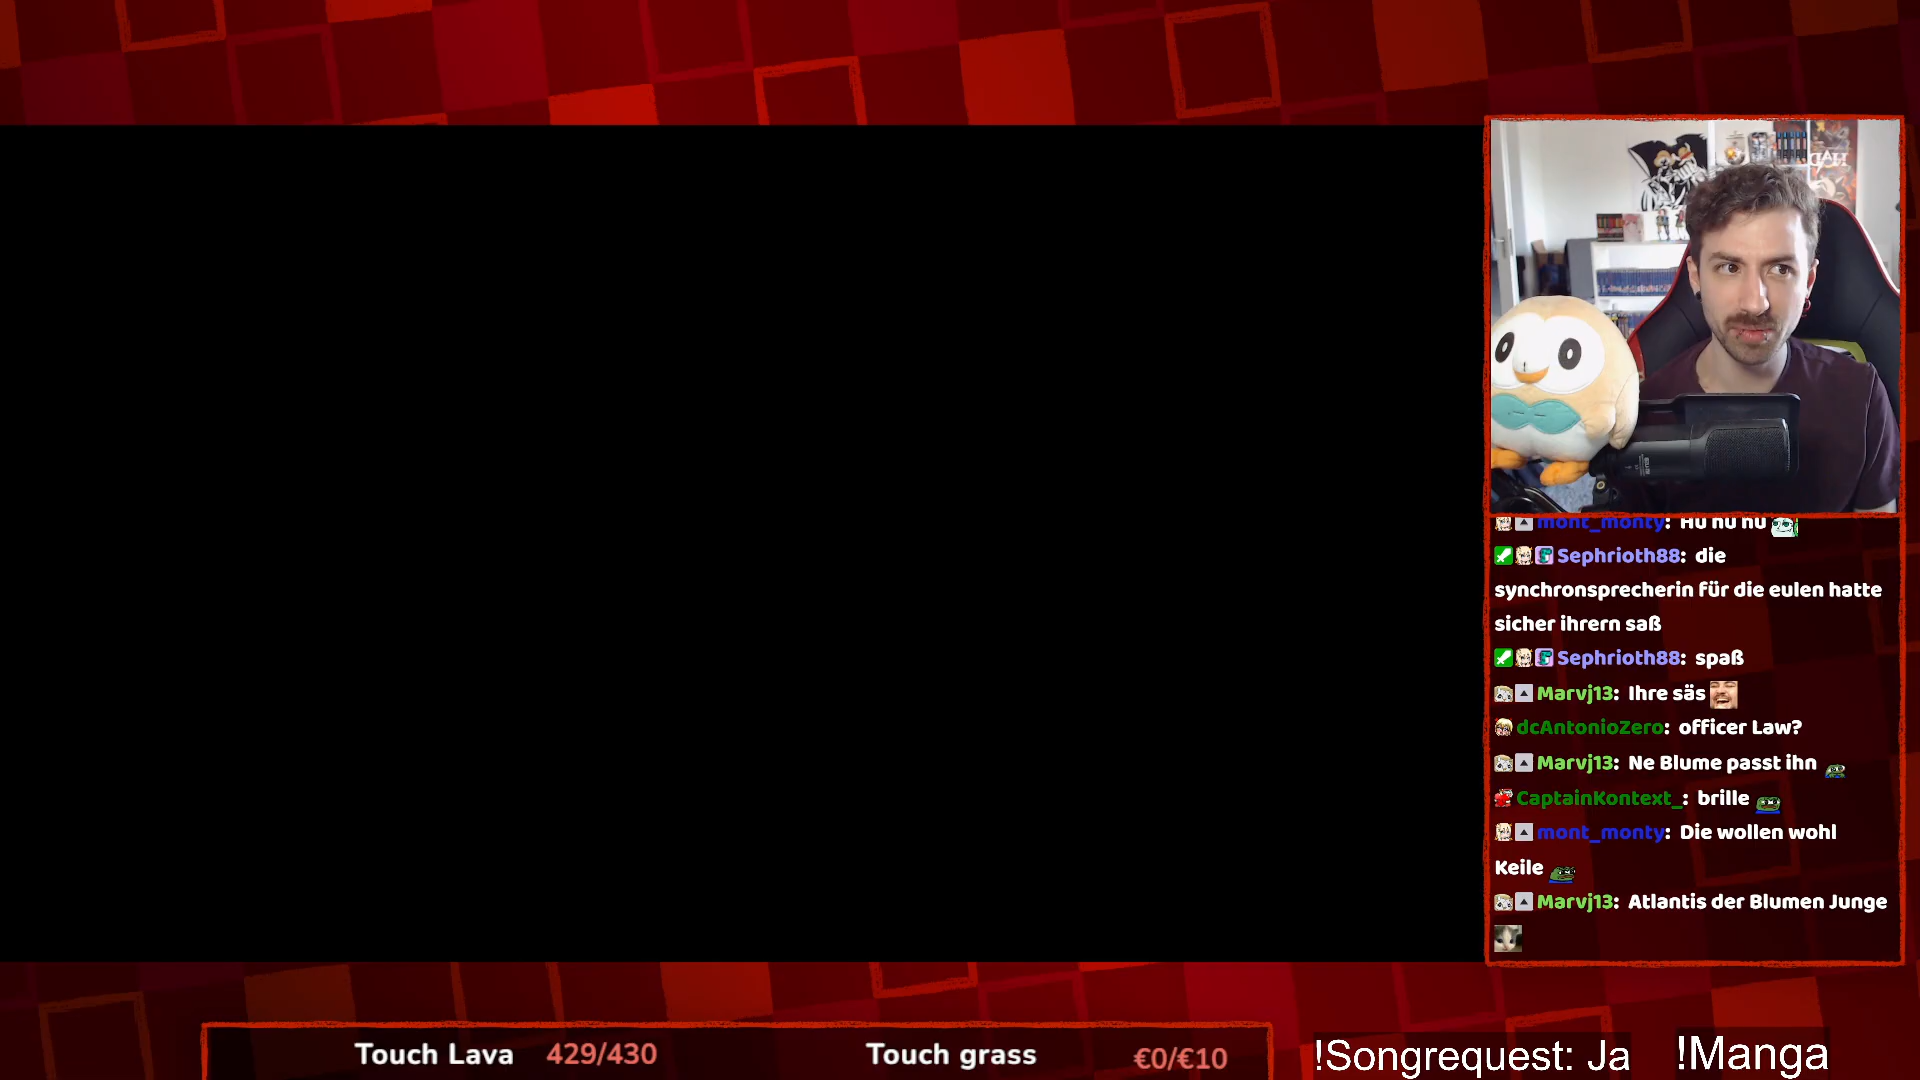 mont_monty: Hu hu hu
Sephrioth88: die
synchronsprecherin für die eulen hatte
sicher ihrern saß
Sephrioth88: spaß
Marvj13: Ihre säs
dcAntonioZero: officer Law?
Marvj13: Ne Blume passt ihn
CaptainKontext_: brille
mont_monty: Die wollen wohl
Keile
Marvj13: Atlantis der Blumen Junge
Touch Lava 429/430 Touch grass €0/€10 !Songrequest: Ja !Manga